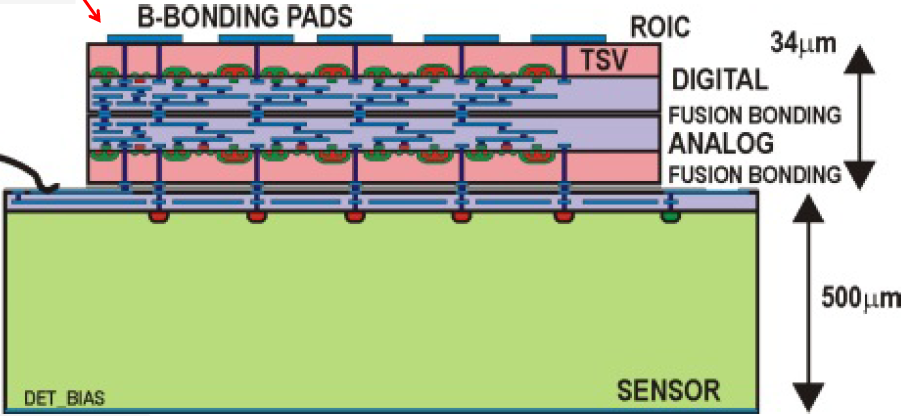 B-BONDING PADS
ROIC
34µm
TSV
DIGITAL
FUSION BONDING
ANALOG
FUSION BONDING
500µm
DET_BIAS
SENSOR